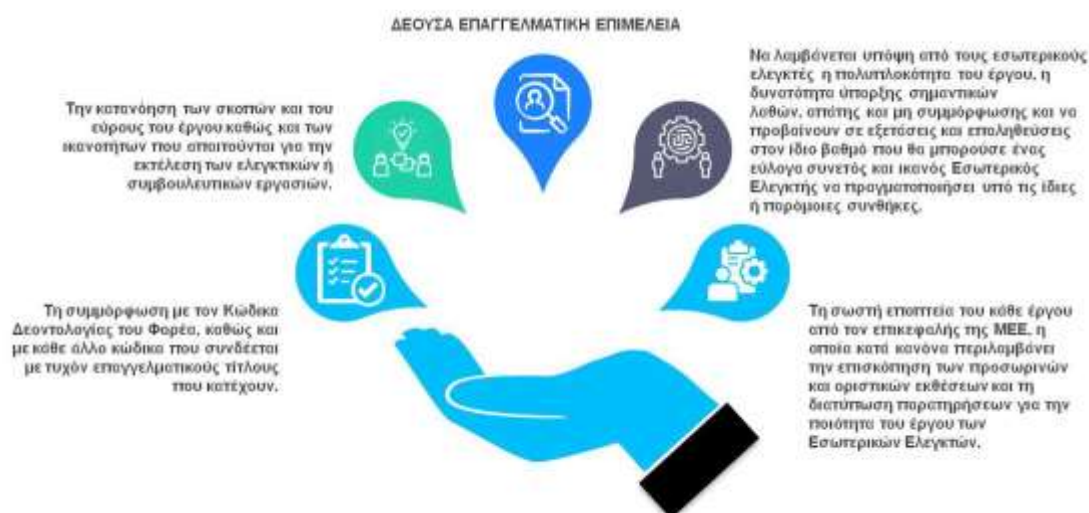 ΔΕΟΥΣΑ ΕΠΑΓΓΕΛΜΑΤΙΚΗ ΕΠΙΜΕΛΕΙΑ
Την κατανόηση των σκοπών και του
εύρους του έργου καθώς και των
ικανοτήτων που απαιτούνται για την
εκτέλεση των ελεγκτικών ή
συμβουλευτικών εργασιών.
Να λαμβάνεται υπόψη από τους εσωτερικούς
ελεγκτές η πολυπλοκότητα του έργου, η
δυνατότητα ύπαρξης σημαντικών
λαθών, απάτης και μη συμμόρφωσης και να
προβαίνουν σε εξετάσεις και επαληθεύσεις
στον ίδιο βαθμό που θα μπορούσε ένας
εύλογα συνετός και ικανός Εσωτερικός
Ελεγκτής να πραγματοποιήσει υπό τις ίδιες
ή παρόμοιες συνθήκες.
Τη συμμόρφωση με τον Κώδικα
Δεοντολογίας του Φορέα, καθώς και
με κάθε άλλο κώδικα που συνδέεται
με τυχόν επαγγελματικούς τίτλους
που κατέχουν.
Τη σωστή εποπτεία του κάθε έργου
από τον επικεφαλής της ΜΕΕ, η
οποία κατά κανόνα περιλαμβάνει
την επισκόπηση των προσωρινών
και οριστικών εκθέσεων και τη
διατύπωση παρατηρήσεων για την
ποιότητα του έργου των
Εσωτερικών Ελεγκτών.